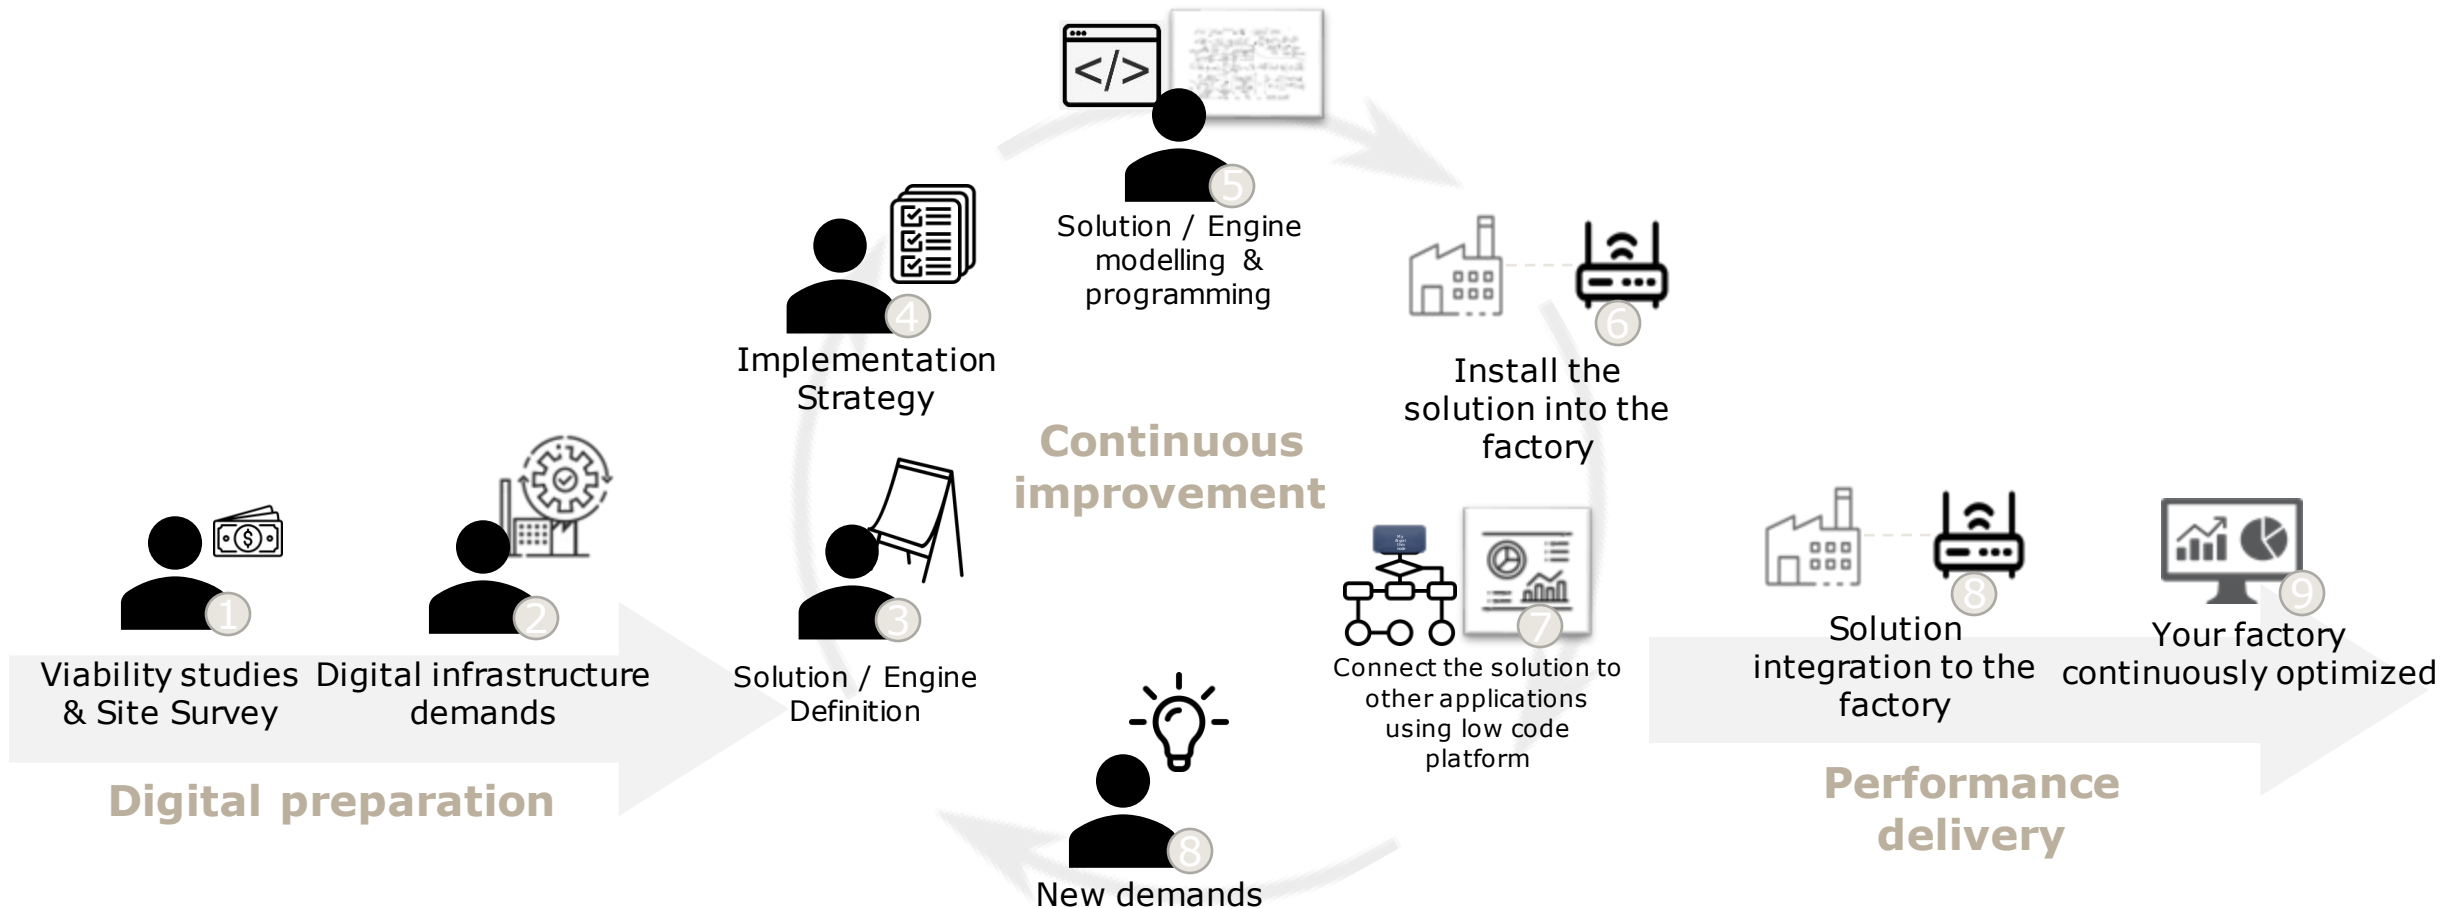 1
Viability studies
& Site Survey
2
Digital infrastructure
demands
Digital preparation
3
Solution / Engine
Definition
4
Implementation
Strategy
</>
5
Solution / Engine
modelling &
programming
6
Install the
solution into the
factory
7
Connect the solution to
other applications
using low code
platform
8
New demands
Continuous
improvement
8
Solution
integration to the
factory
9
Your factory
continuously optimized
Performance
delivery